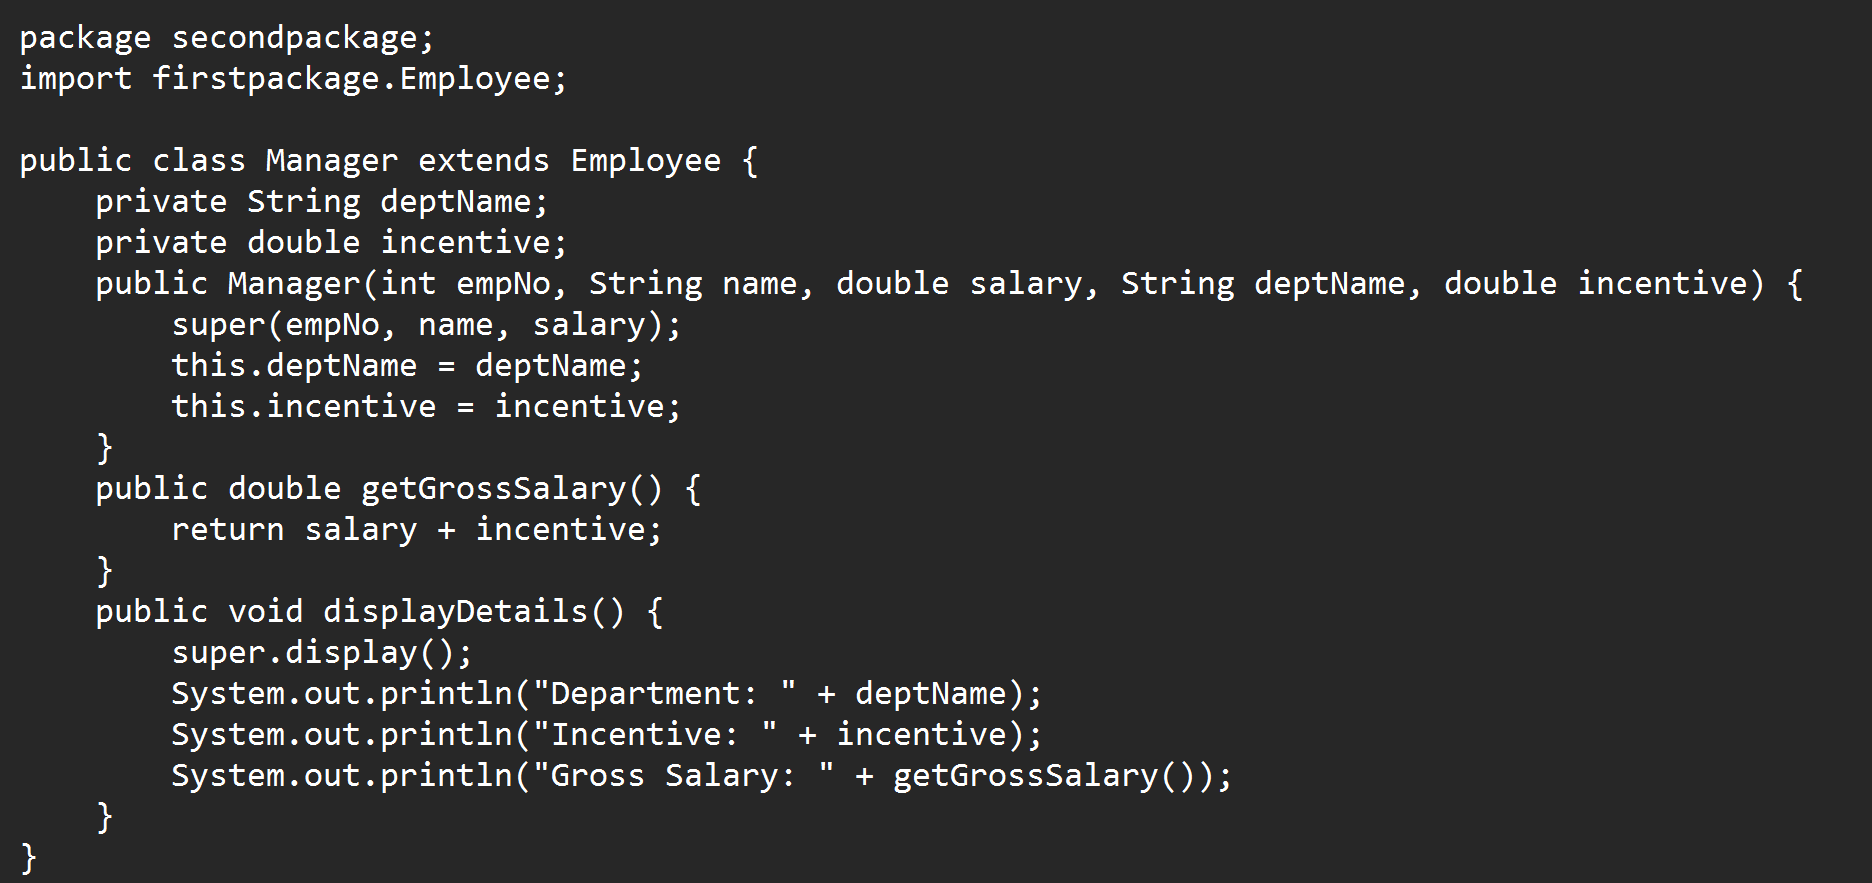 package secondpackage;
import firstpackage.Employee;

public class Manager extends Employee {
    private String deptName;
    private double incentive;
    public Manager(int empNo, String name, double salary, String deptName, double incentive) {
        super(empNo, name, salary);
        this.deptName = deptName;
        this.incentive = incentive;
    }
    public double getGrossSalary() {
        return salary + incentive;
    }
    public void displayDetails() {
        super.display();
        System.out.println("Department: " + deptName);
        System.out.println("Incentive: " + incentive);
        System.out.println("Gross Salary: " + getGrossSalary());
    }
}